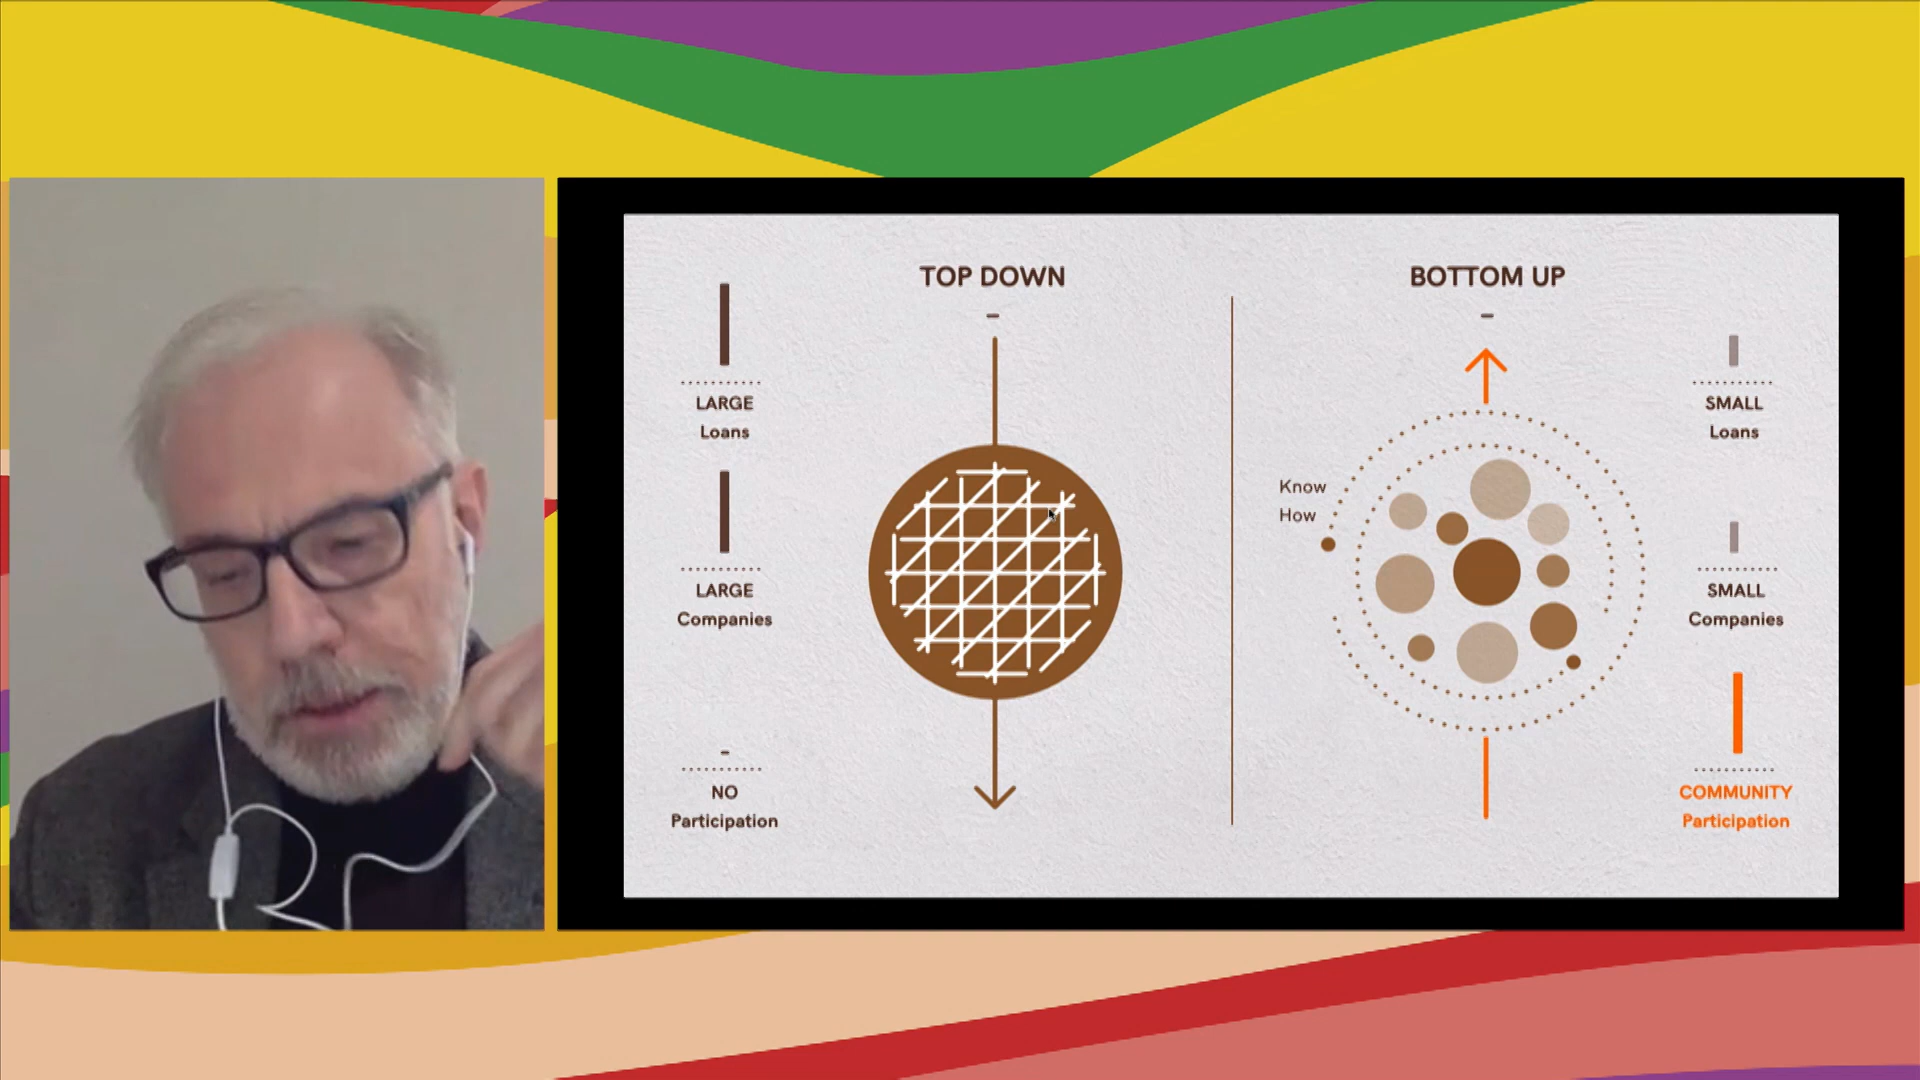 TOP DOWN
LARGE
Loans
LARGE
Companies
NO
Participation
BOTTOM UP
Know
How
SMALL
Loans
SMALL
Companies
COMMUNITY
Participation